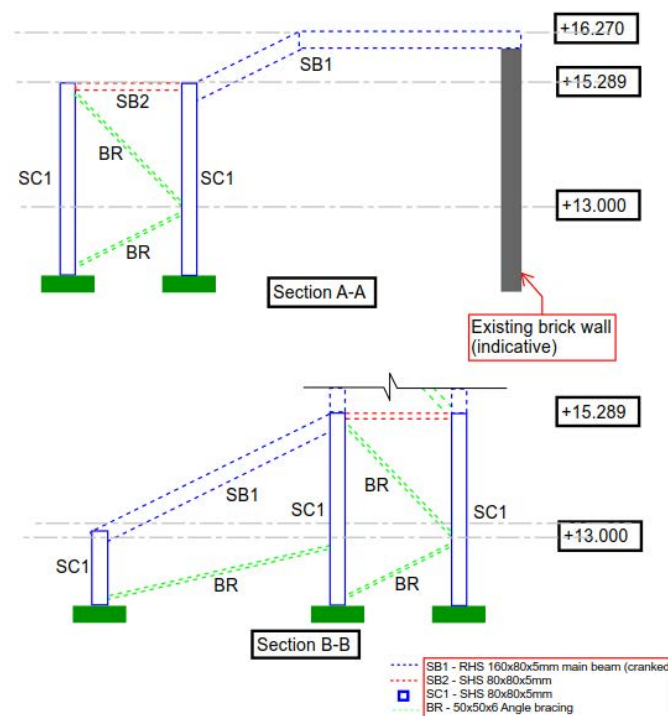 +16.270
SB1
+15.289
SB2
BR
SC1
SC1
+13.000
BR
Section A-A
Existing brick wall
(indicative)
+15.289
SB1
SC1
BR
SC1
+13.000
SC1
BR
BR
Section B-B
SB1 - RHS 160x80x5mm main beam (cranked
SB2 - SHS 80x80x5mm
SC1 - SHS 80x80x5mm
BR - 50x50x6 Angle bracing